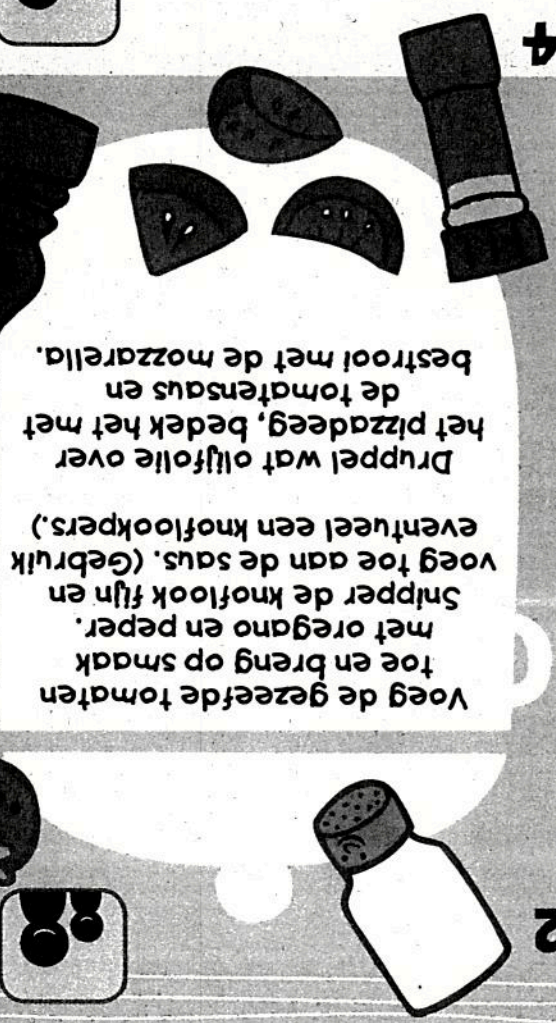 2
Voeg de gezeefde tomaten
toe en breng op smaak
met oregano en peper.
Snipper de knoflook fijn en
voeg toe aan de saus. (Gebruik
eventueel een knoflookpers.)
Druppel wat olijfolie over
het pizzadeeg, bedek het met
de tomatensaus en
bestrooi met de mozzarella.
4